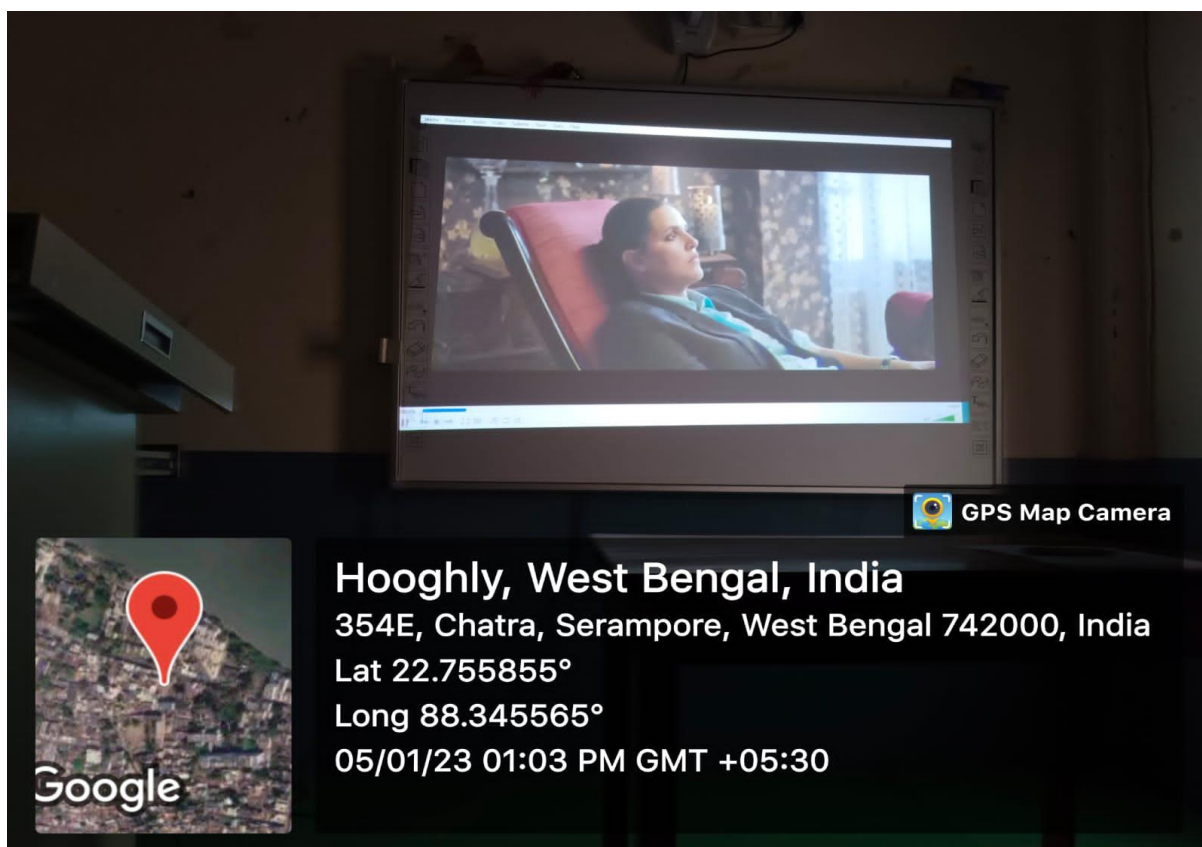 GPS Map Camera
Hooghly, West Bengal, India
354E, Chatra, Serampore, West Bengal 742000, India
Lat 22.755855°
Long 88.345565°
05/01/23 01:03 PM GMT +05:30
Google